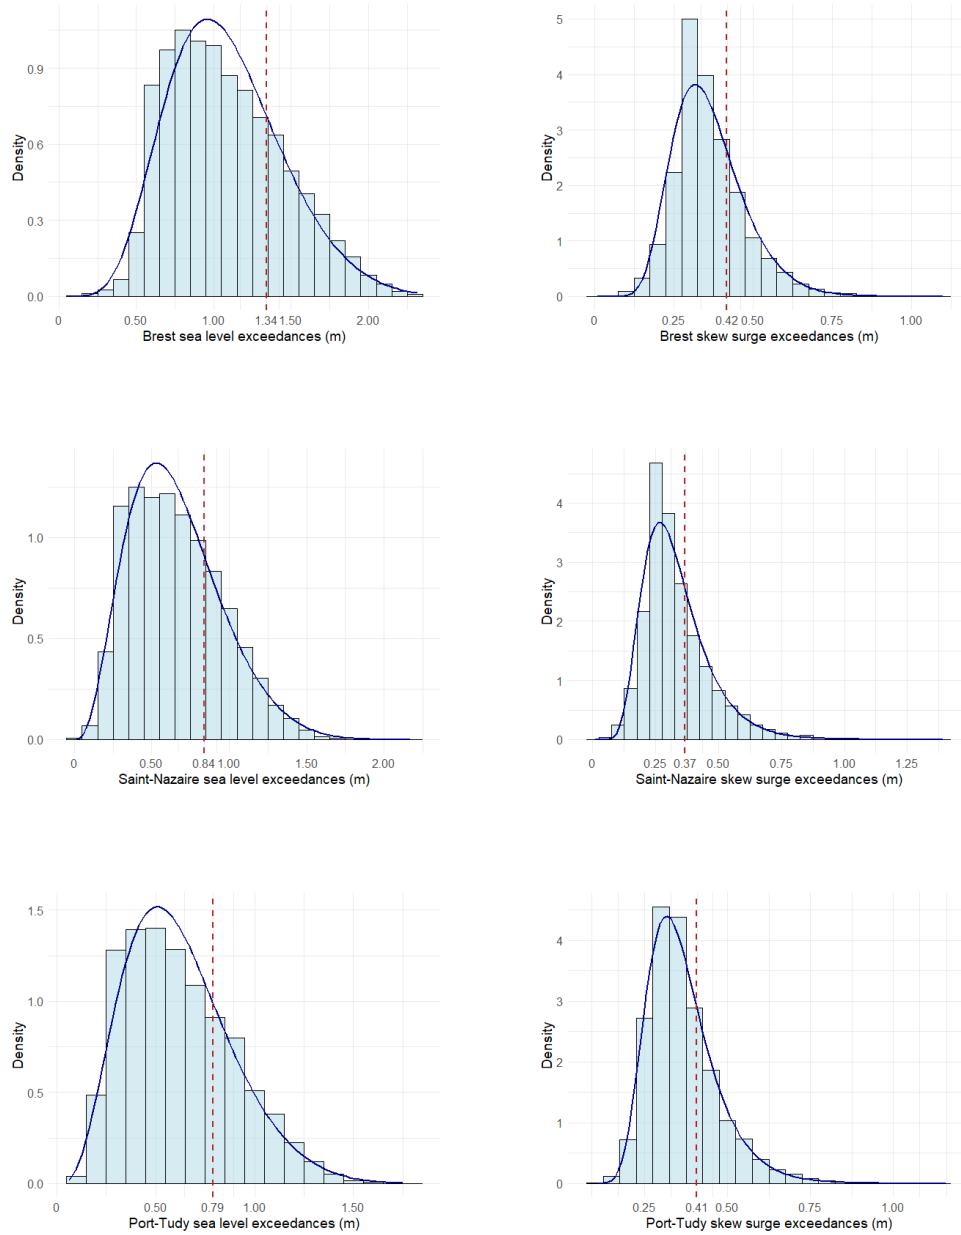 Density
0.9
0.6
0.3
0.0
0 0.50 1.00 1.34 1.50 2.00
Brest sea level exceedances (m)
Density
5
4
3
2
1
0
0 0.25 0.42 0.50 0.75 1.00
Brest skew surge exceedances (m)
Density
1.0
0.5
0.0
0 0.50 0.84 1.00 1.50 2.00
Saint-Nazaire sea level exceedances (m)
Density
4
3
2
1
0
0 0.25 0.37 0.50 0.75 1.00 1.25
Saint-Nazaire skew surge exceedances (m)
Density
1.5
1.0
0.5
0.0
0 0.50 0.79 1.00 1.50
Port-Tudy sea level exceedances (m)
Density
4
3
2
1
0
0.25 0.41 0.50 0.75 1.00
Port-Tudy skew surge exceedances (m)